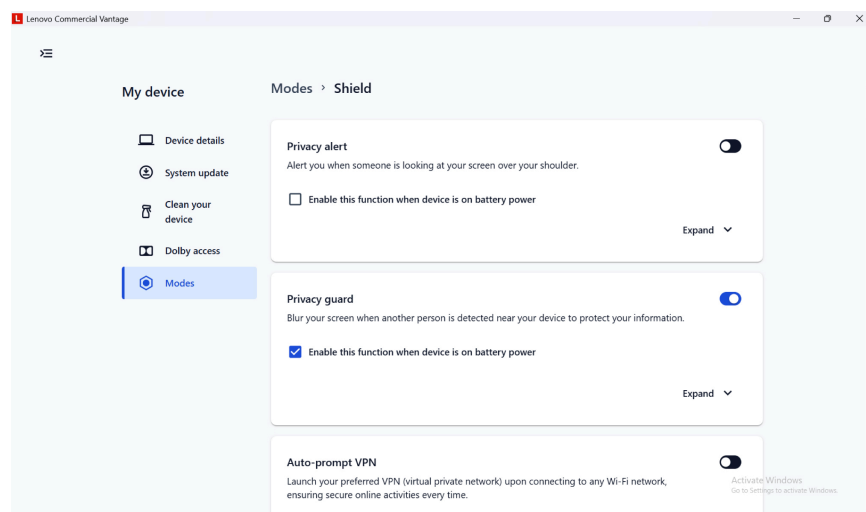 L Lenovo Commercial Vantage
My device
Device details
System update
Clean your
device
Dolby access
Modes
Modes > Shield
Privacy alert
Alert you when someone is looking at your screen over your shoulder.
Enable this function when device is on battery power
Expand
Privacy guard
Blur your screen when another person is detected near your device to protect your information.
Enable this function when device is on battery power
Expand
Auto-prompt VPN
Launch your preferred VPN (virtual private network) upon connecting to any Wi-Fi network,
ensuring secure online activities every time.
Activate Windows
Go to Settings to activate Windows.